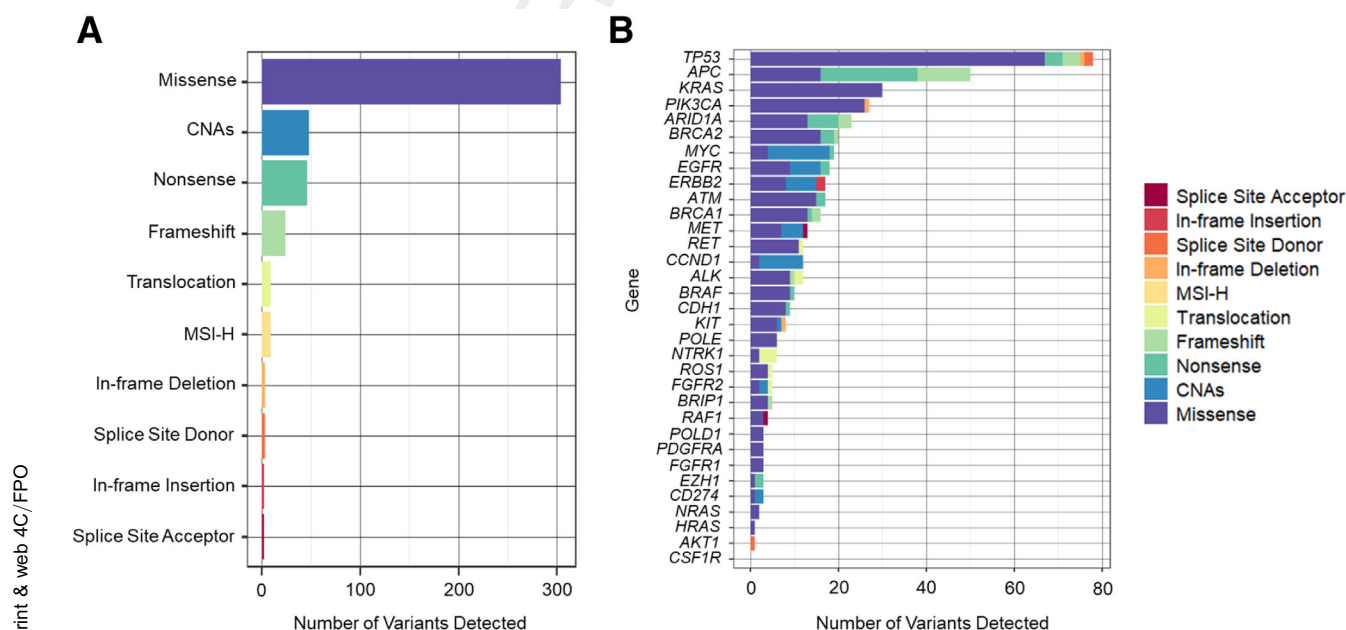 A
Missense
CNAs
Nonsense
Frameshift
Translocation
MSI-H
In-frame Deletion
Splice Site Donor
In-frame Insertion
Splice Site Acceptor
0 100 200 300
Number of Variants Detected
rint & web 4C/FPO
B
Gene
TP53
APC
KRAS
PIK3CA
ARID1A
BRCA2
MYC
EGFR
ERBB2
ATM
BRCA1
MET
RET
CCND1
ALK
BRAF
CDH1
KIT
POLE
NTRK1
ROS1
FGFR2
BRIP1
RAF1
POLD1
PDGFRA
FGFR1
EZH1
CD274
NRAS
HRAS
AKT1
CSF1R
0 20 40 60 80
Number of Variants Detected
Splice Site Acceptor
In-frame Insertion
Splice Site Donor
In-frame Deletion
MSI-H
Translocation
Frameshift
Nonsense
CNAs
Missense